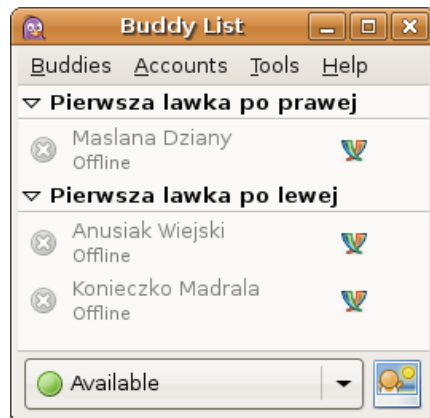 Buddy List
Buddies Accounts Tools Help
Pierwsza lawka po prawej
Maslana Dziany
Offline
Pierwsza lawka po lewej
Anusiak Wiejski
Offline
Konieczko Madrala
Offline
Available